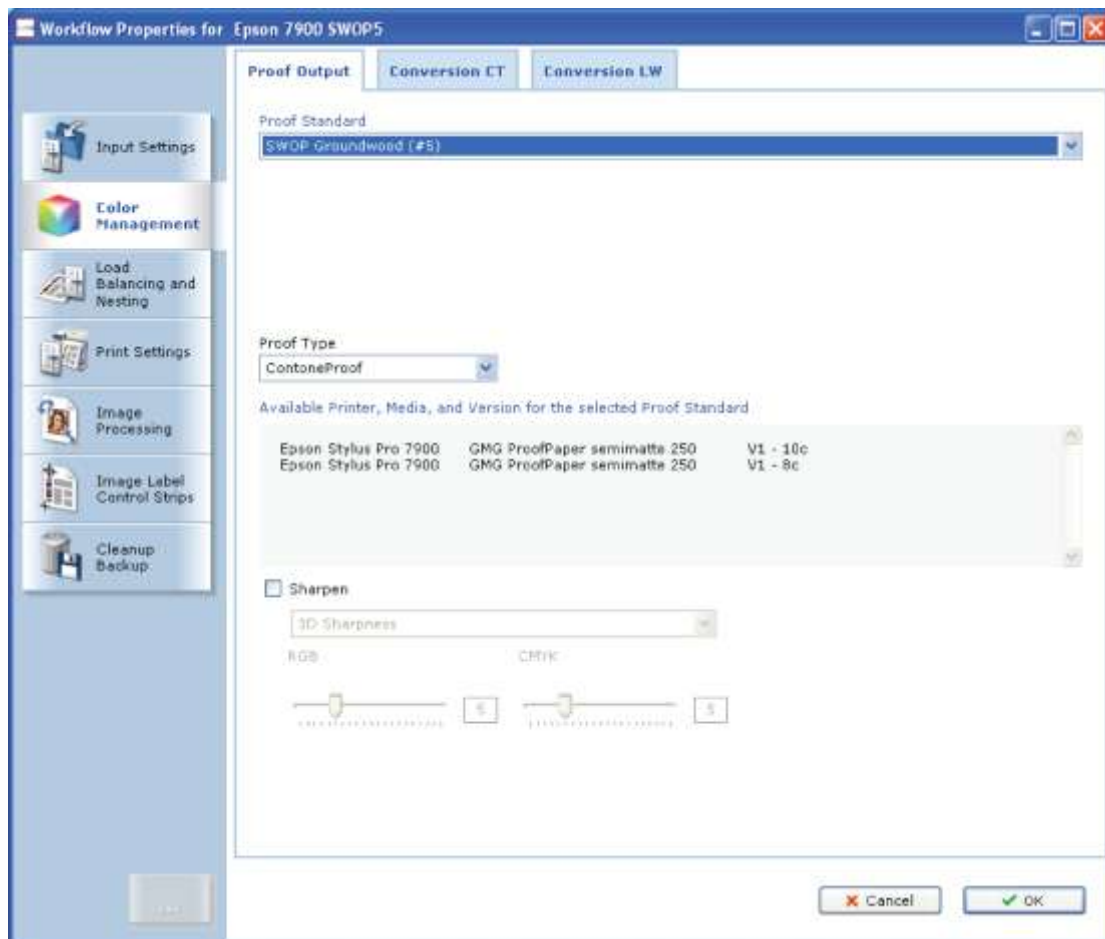 Workflow Properties for Epson 7900 SWOP5
Proof Output Conversion CT Conversion LW
Input Settings
Color
Management
Load
Balancing and
Nesting
Print Settings
Image
Processing
Image Label
Control Strips
Cleanup
Backup
Proof Standard
SWOP Groundwood (#5)
Proof Type
ContoneProof
Available Printer, Media, and Version for the selected Proof Standard
Epson Stylus Pro 7900 GMG ProofPaper semimatte 250 V1 - 10c
Epson Stylus Pro 7900 GMG ProofPaper semimatte 250 V1 - 8c
Sharpen
3D Sharpness
RGB CMYK
5 5
...
Cancel OK